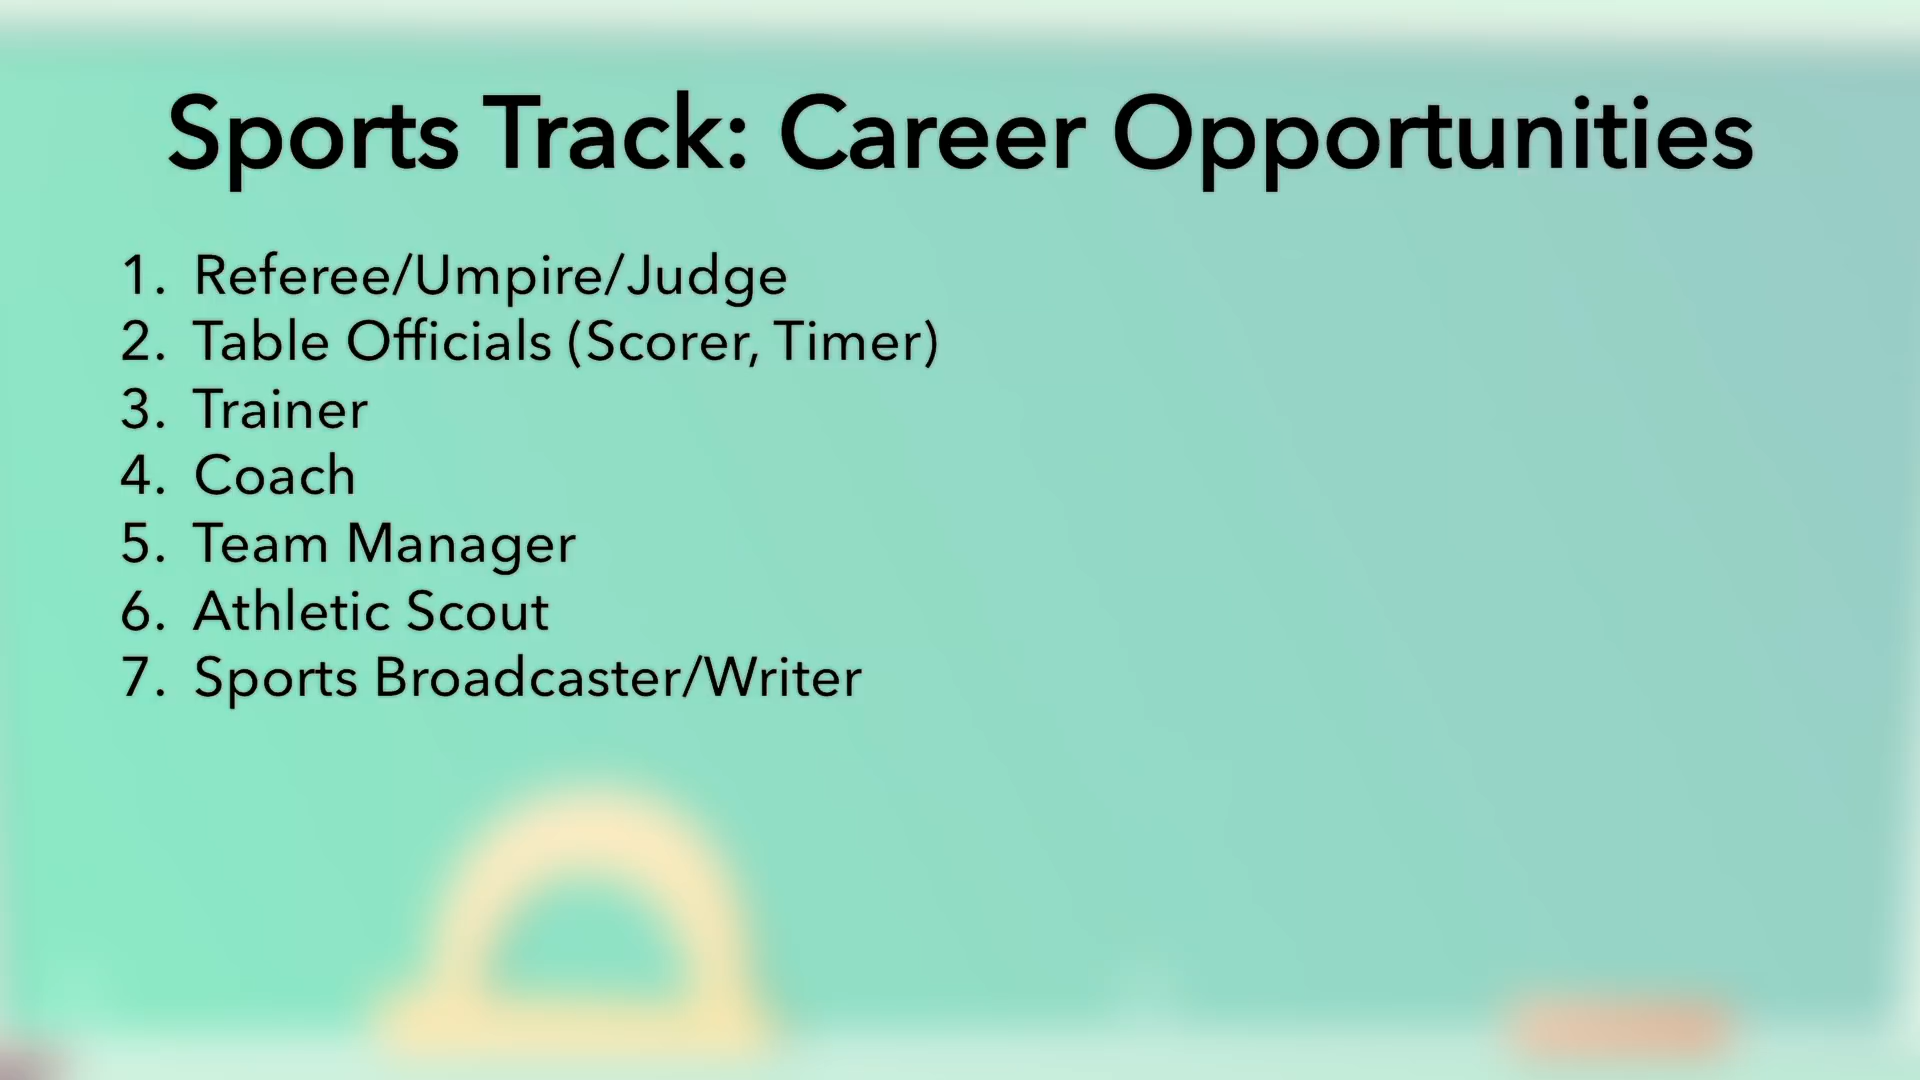 Sports Track: Career Opportunities
1. Referee/Umpire/Judge
2. Table Officials (Scorer, Timer)
3. Trainer
4. Coach
5. Team Manager
6. Athletic Scout
7. Sports Broadcaster/Writer